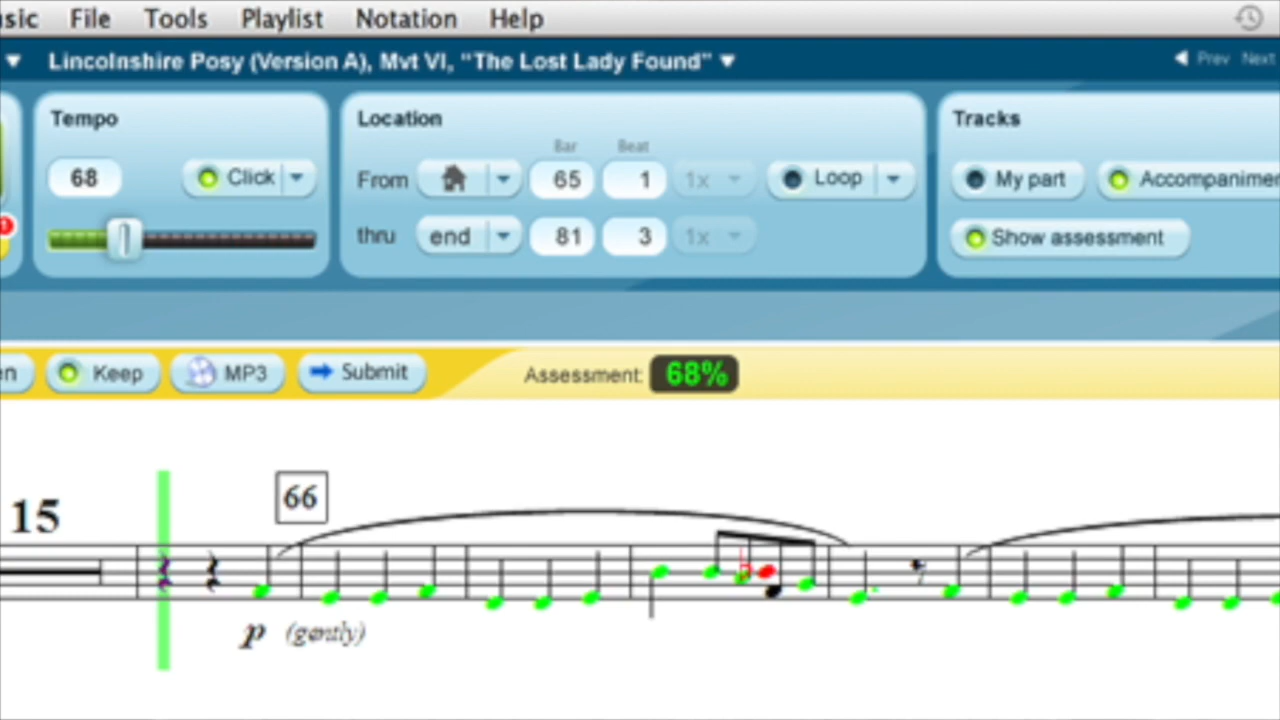 usic File Tools Playlist Notation Help
Lincolnshire Posy (Version A), Mvt VI, "The Lost Lady Found" Prev Next
Tempo Location Tracks
Bar Beat
68 Click From 65 1 1x Loop My part Accompanimen
thru end 81 3 1x Show assessment
1
en Keep MP3 Submit Assessment: 68%
15 66
p (gently)